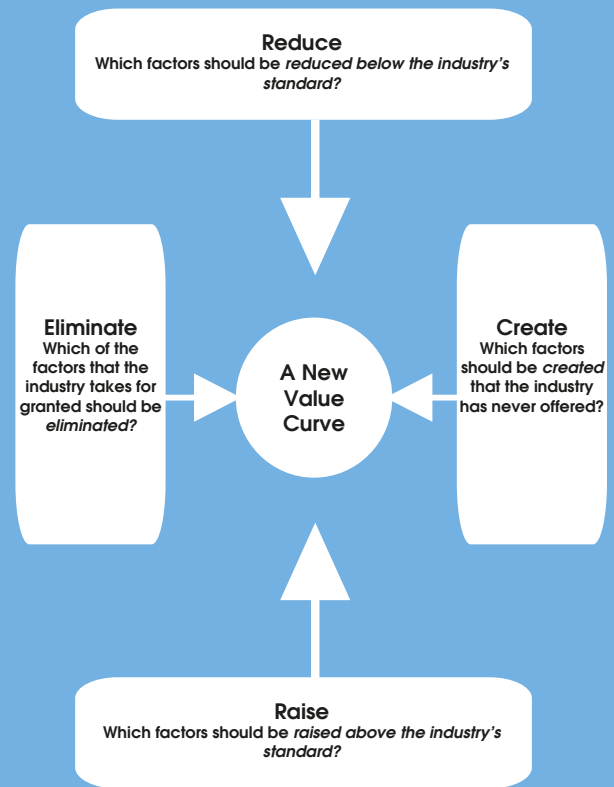 Reduce
Which factors should be reduced below the industry's
standard?
Eliminate
Which of the
factors that the
industry takes for
granted should be
eliminated?
A New
Value
Curve
Create
Which factors
should be created
that the industry
has never offered?
Raise
Which factors should be raised above the industry's
standard?